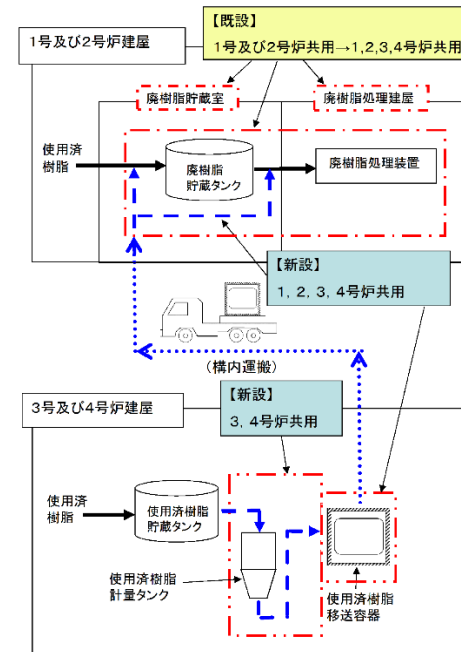 【既設】
1号及び2号炉共用→1,2,3,4号炉共用
1号及び2号炉建屋
廃樹脂貯蔵室
廃樹脂処理建屋
使用済
樹脂
廃樹脂
貯蔵タンク
廃樹脂処理装置
【新設】
1, 2, 3, 4号炉共用
(構内運搬)
【新設】
3, 4号炉共用
3号及び4号炉建屋
使用済
樹脂
使用済樹脂
貯蔵タンク
使用済樹脂
計量タンク
使用済樹脂
移送容器